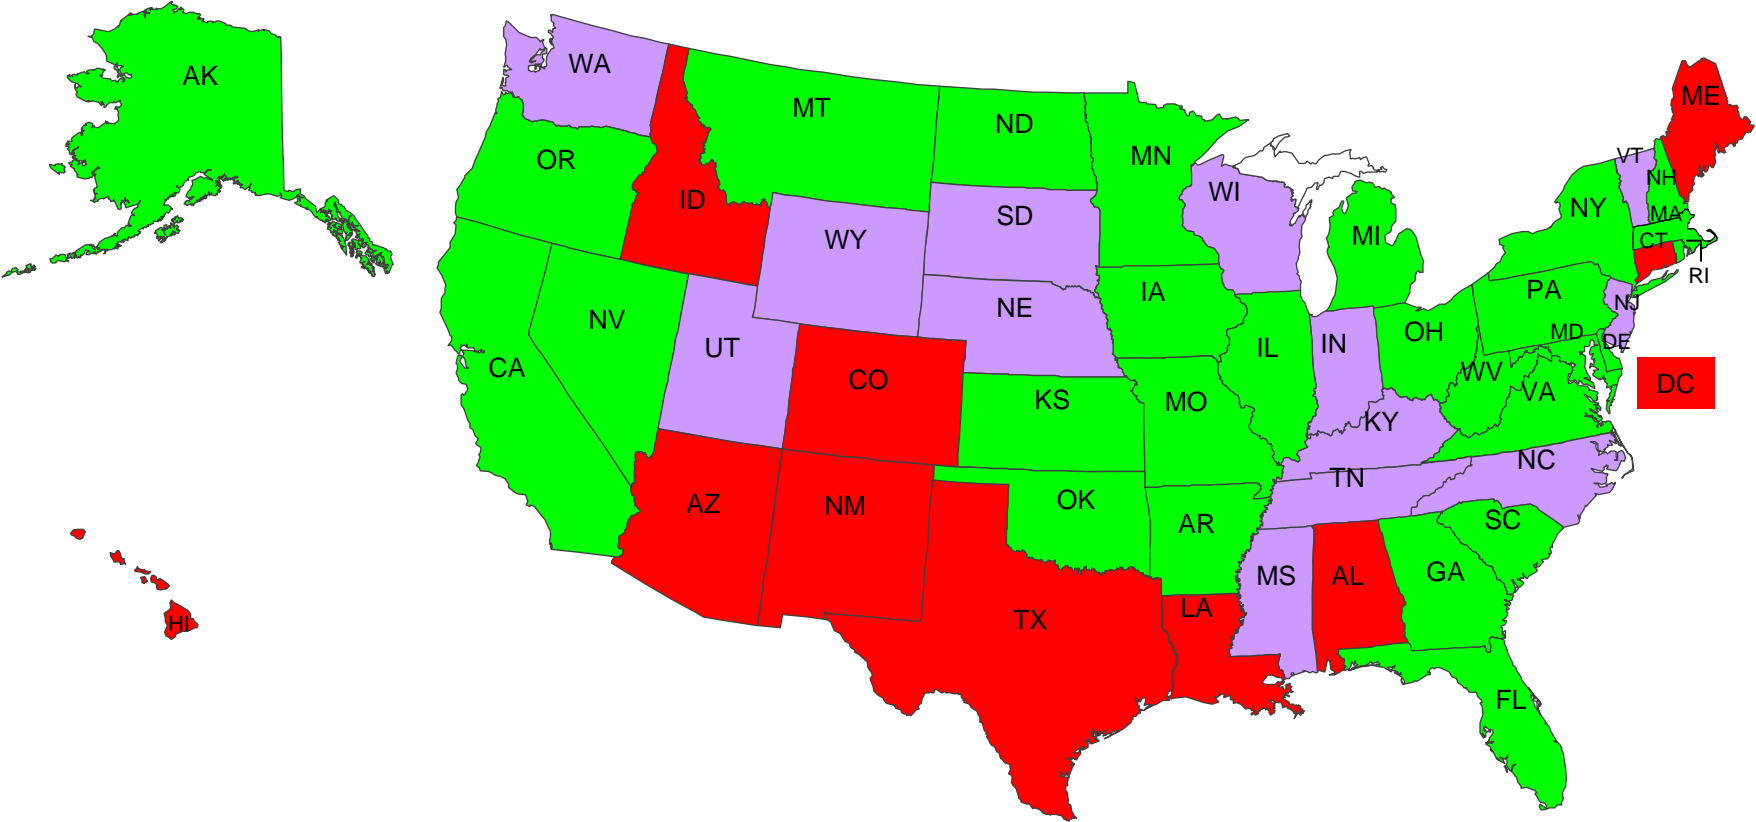 AK
WA
MT
ND
MN
OR
ID
WY
SD
WI
MI
ME
VT
NH
NY
MA
CT
RI
NV
UT
NE
IA
PA
NJ
CA
CO
KS
MO
IL
IN
OH
MD
DE
WV
VA
DC
KY
AZ
NM
OK
AR
TN
NC
SC
TX
LA
MS
AL
GA
FL
HI